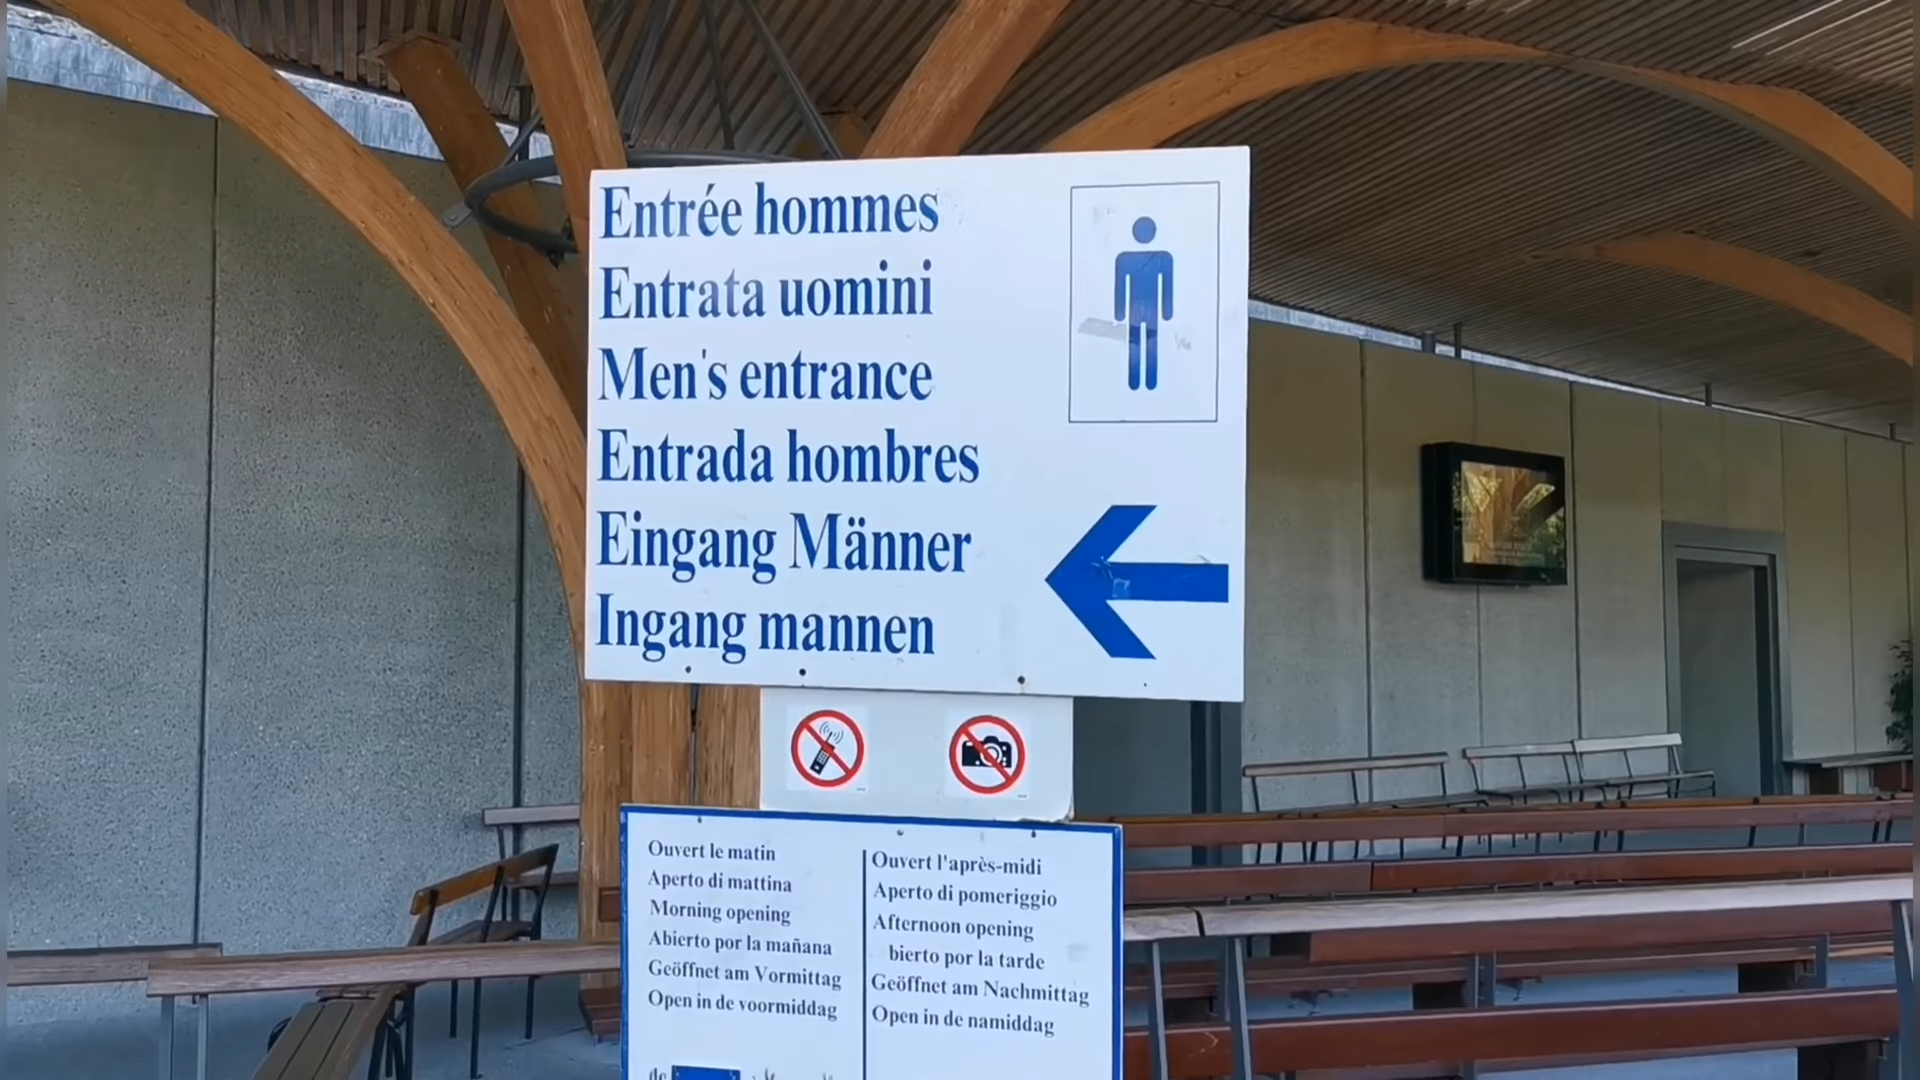 Entrée hommes
Entrata uomini
Men's entrance
Entrada hombres
Eingang Männer
Ingang mannen
Ouvert le matin
Aperto di mattina
Morning opening
Abierto por la mañana
Geöffnet am Vormittag
Open in de voormiddag
de
Ouvert l'après-midi
Aperto di pomeriggio
Afternoon opening
bierto por la tarde
Geöffnet am Nachmittag
Open in de namiddag